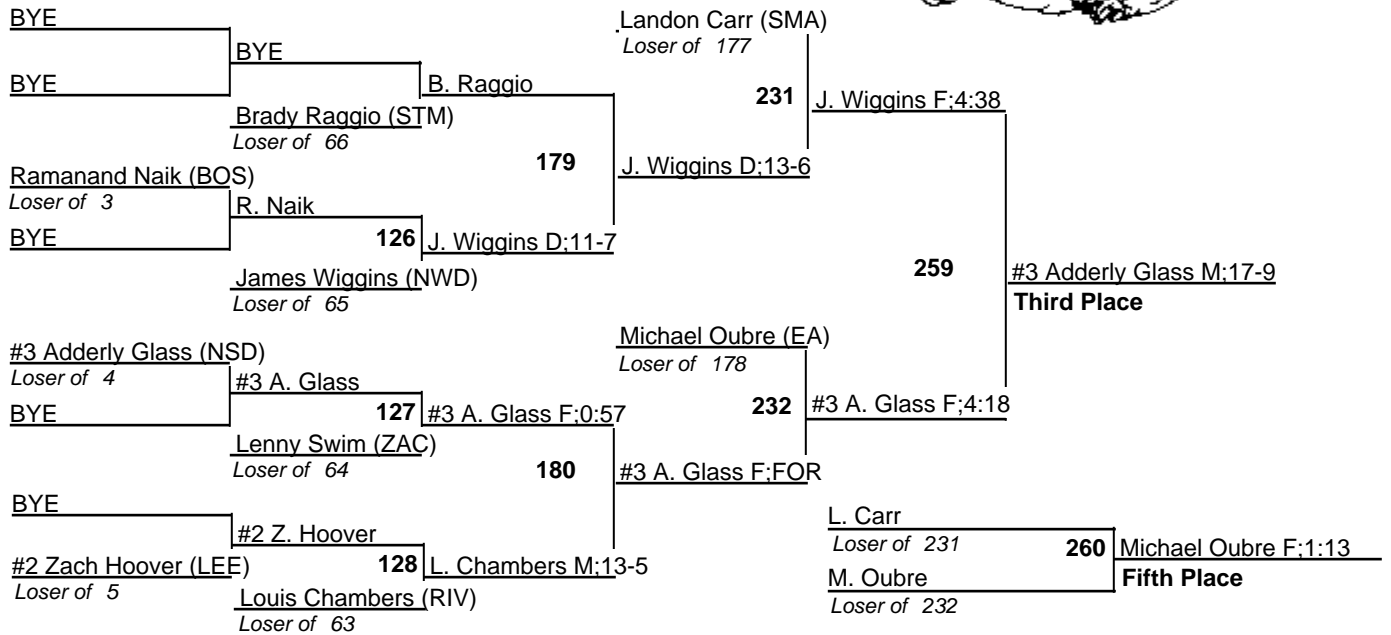 BYE
BYE
BYE
Brady Raggio (STM)
Loser of 66
B. Raggio
Ramanand Naik (BOS)
Loser of 3
BYE
R. Naik
126
James Wiggins (NWD)
Loser of 65
J. Wiggins D;11-7
179
Landon Carr (SMA)
Loser of 177
J. Wiggins D;13-6
231
J. Wiggins F;4:38
#3 Adderly Glass (NSD)
Loser of 4
BYE
#3 A. Glass
127
Lenny Swim (ZAC)
Loser of 64
#3 A. Glass F;0:57
BYE
#2 Zach Hoover (LEE)
Loser of 5
#2 Z. Hoover
128
Louis Chambers (RIV)
Loser of 63
L. Chambers M;13-5
180
Michael Oubre (EA)
Loser of 178
#3 A. Glass F;FOR
232
#3 A. Glass F;4:18
259
#3 Adderly Glass M;17-9
Third Place
L. Carr
Loser of 231
M. Oubre
Loser of 232
260
Michael Oubre F;1:13
Fifth Place